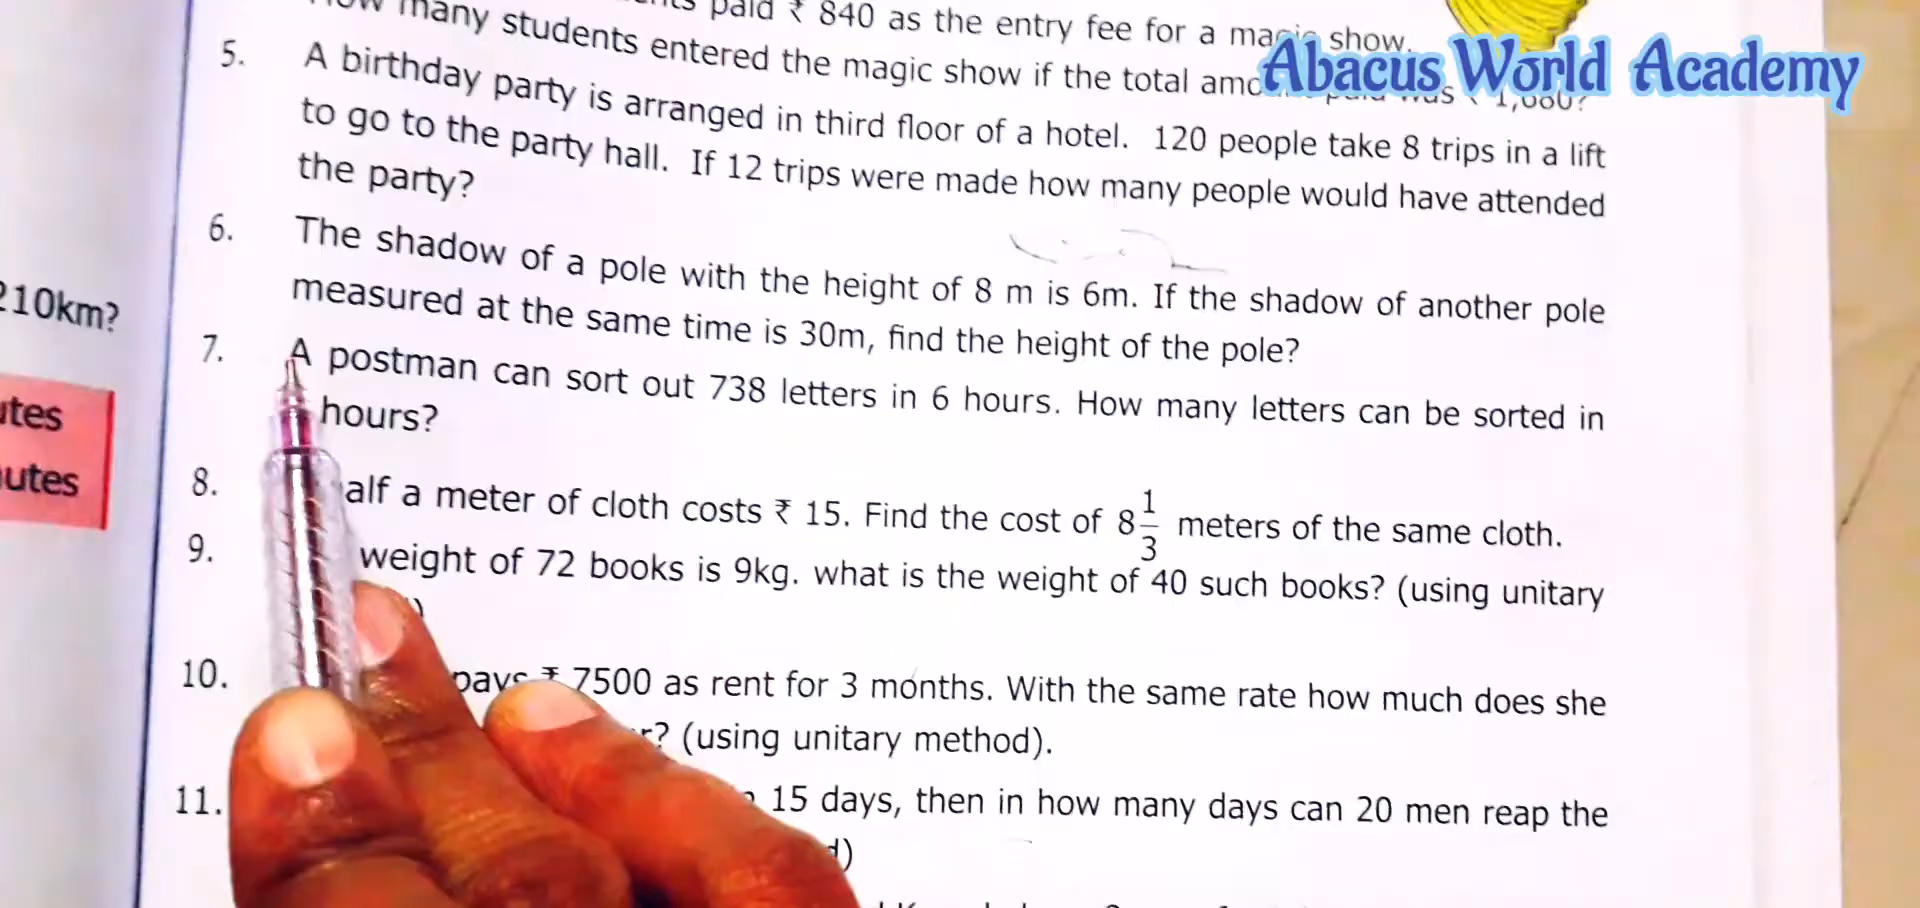 paid ₹ 840 as the entry fee for a magic show.
How many students entered the magic show if the total
Abacus World Academy
5. A birthday party is arranged in third floor of a hotel. 120 people take 8 trips in a lift
to go to the party hall. If 12 trips were made how many people would have attended
the party?
6. The shadow of a pole with the height of 8 m is 6m. If the shadow of another pole
measured at the same time is 30m, find the height of the pole?
210km?
7. A postman can sort out 738 letters in 6 hours. How many letters can be sorted in
hours?
utes
utes
8. alf a meter of cloth costs ₹ 15. Find the cost of 8 1/3 meters of the same cloth.
9. weight of 72 books is 9kg. what is the weight of 40 such books? (using unitary
10. pays ₹ 7500 as rent for 3 months. With the same rate how much does she
r? (using unitary method).
11. 15 days, then in how many days can 20 men reap the